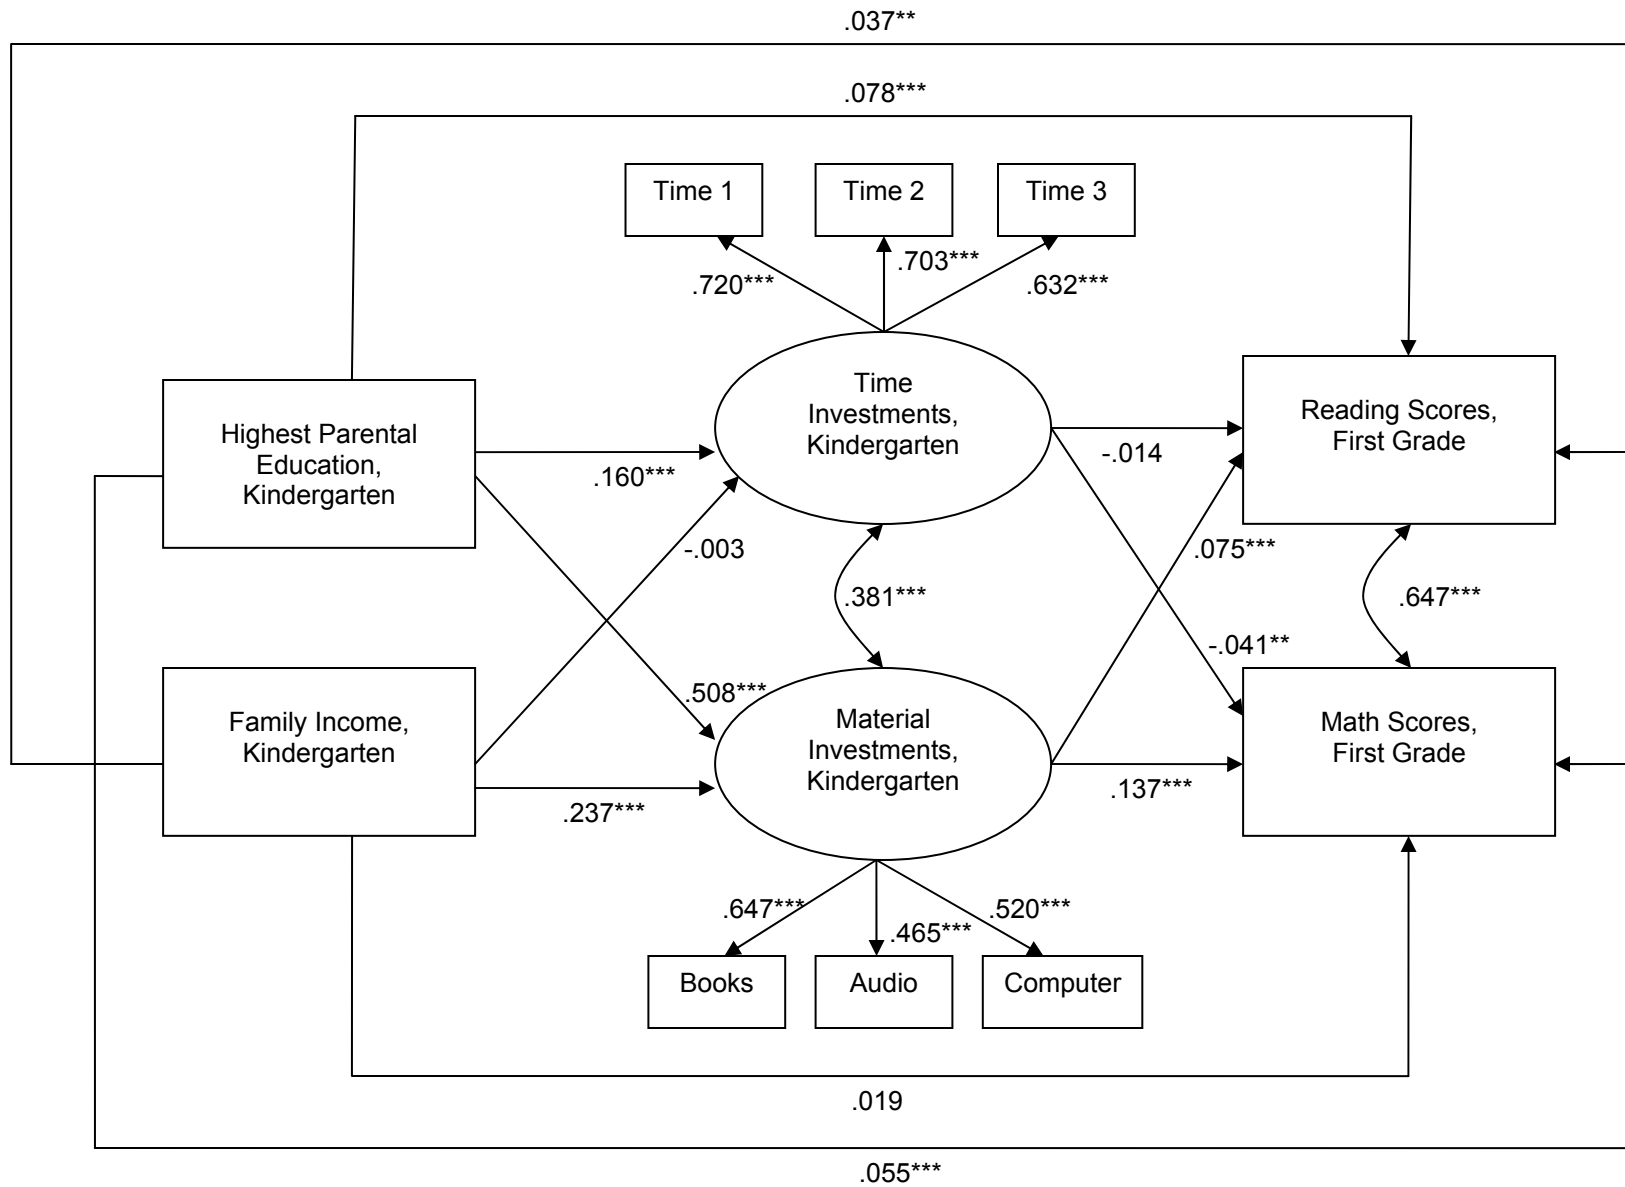 .037**
.078***
Time 1
Time 2
Time 3
.720***
.703***
.632***
Time
Investments,
Kindergarten
Highest Parental
Education,
Kindergarten
Reading Scores,
First Grade
.160***
-.014
-.003
.075***
.381***
.647***
-.041**
.508***
Family Income,
Kindergarten
Material
Investments,
Kindergarten
Math Scores,
First Grade
.237***
.137***
.647***
.465***
.520***
Books
Audio
Computer
.019
.055***